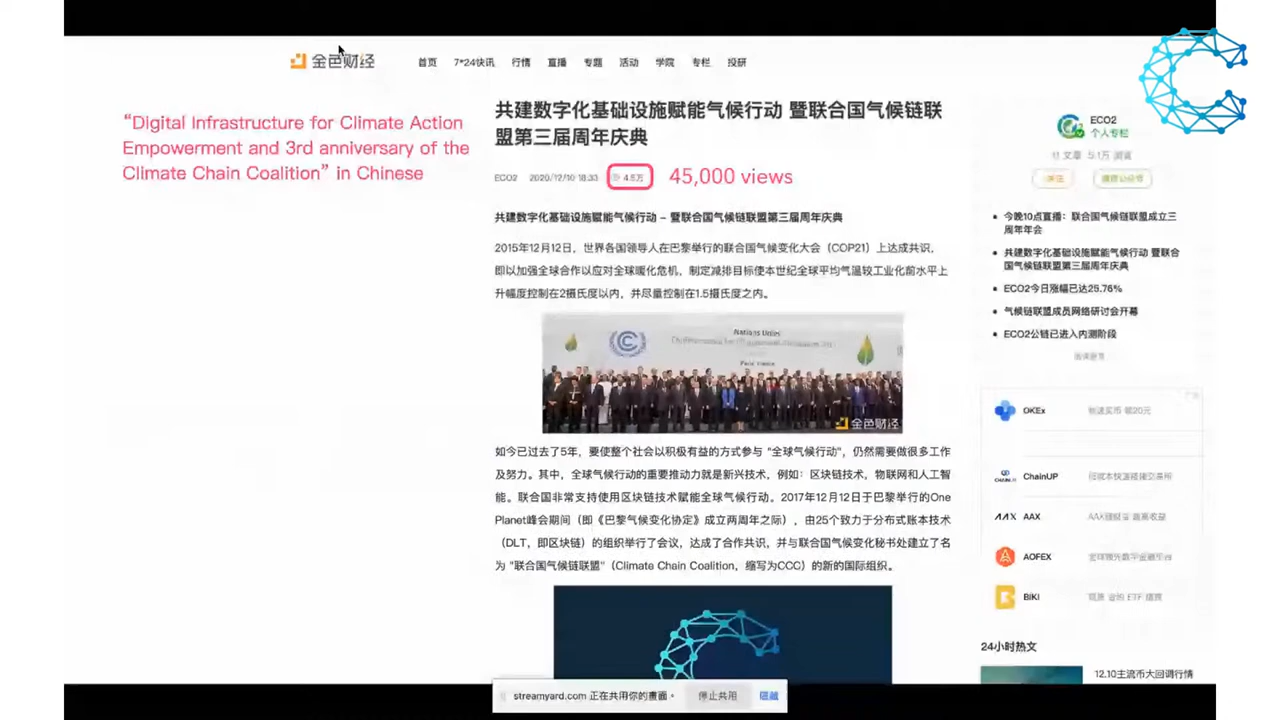 金色财经
首页 7*24快讯 行情 直播 专题 活动 学院 专栏 投研
“Digital Infrastructure for Climate Action
Empowerment and 3rd anniversary of the
Climate Chain Coalition” in Chinese
共建数字化基础设施赋能气候行动 暨联合国气候链联
盟第三届周年庆典
ECO2 2020/12/10 18:33 4.5万 45,000 views
共建数字化基础设施赋能气候行动 - 暨联合国气候链联盟第三届周年庆典
2015年12月12日，世界各国领导人在巴黎举行的联合国气候变化大会（COP21）上达成共识，
即以加强全球合作以应对全球暖化危机，制定减排目标使本世纪全球平均气温较工业化前水平上
升幅度控制在2摄氏度以内，并尽量控制在1.5摄氏度之内。
Nations Unies
金色财经
如今已过去了5年，要使整个社会以积极有益的方式参与 “全球气候行动”，仍然需要做很多工作
及努力。其中，全球气候行动的重要推动力就是新兴技术，例如：区块链技术，物联网和人工智
能。联合国非常支持使用区块链技术赋能全球气候行动。2017年12月12日于巴黎举行的One
Planet峰会期间（即《巴黎气候变化协定》成立两周年之际），由25个致力于分布式账本技术
（DLT，即区块链）的组织举行了会议，达成了合作共识，并与联合国气候变化秘书处建立了名
为 “联合国气候链联盟”（Climate Chain Coalition，缩写为CCC）的新的国际组织。
ECO2
个人专栏
11 文章 5.1万 浏览
今晚10点直播：联合国气候链联盟成立三
周年年会
共建数字化基础设施赋能气候行动 暨联合
国气候链联盟第三届周年庆典
ECO2今日涨幅已达25.76%
气候链联盟成员网络研讨会开幕
ECO2公链已进入内测阶段
OKEx
ChainUP 低成本快速搭建交易所
AAX
AOFEX
BiKi
24小时热文
12.10主流币大回调行情
streamyard.com 正在共用你的畫面。 停止共用 隱藏